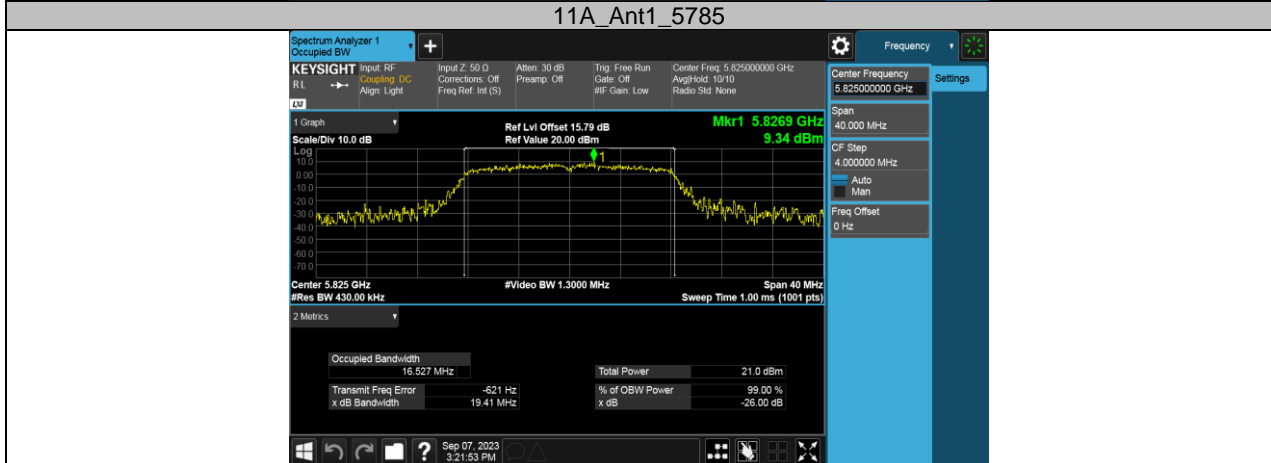 11A_Ant1_5785
Spectrum Analyzer 1
Occupied BW
+
Frequency
KEYSIGHT
RL
LXI
Input: RF
Coupling: DC
Align: Light
Input Z: 50 Ω
Corrections: Off
Freq Ref: Int (S)
Atten: 30 dB
Preamp: Off
Trig: Free Run
Gate: Off
#IF Gain: Low
Center Freq: 5.825000000 GHz
Avg|Hold: 10/10
Radio Std: None
Center Frequency
5.825000000 GHz
Settings
Span
40.000 MHz
CF Step
4.000000 MHz
Auto
Man
Freq Offset
0 Hz
1 Graph
Scale/Div 10.0 dB
Ref Lvl Offset 15.79 dB
Ref Value 20.00 dBm
Mkr1 5.8269 GHz
9.34 dBm
Log
10.0
0.00
-10.0
-20.0
-30.0
-40.0
-50.0
-60.0
-70.0
1
Center 5.825 GHz
#Video BW 1.3000 MHz
Span 40 MHz
#Res BW 430.00 kHz
Sweep Time 1.00 ms (1001 pts)
2 Metrics
Occupied Bandwidth
16.527 MHz
Total Power 21.0 dBm
Transmit Freq Error -621 Hz
% of OBW Power 99.00 %
x dB Bandwidth 19.41 MHz
x dB -26.00 dB
?
Sep 07, 2023
3:21:53 PM